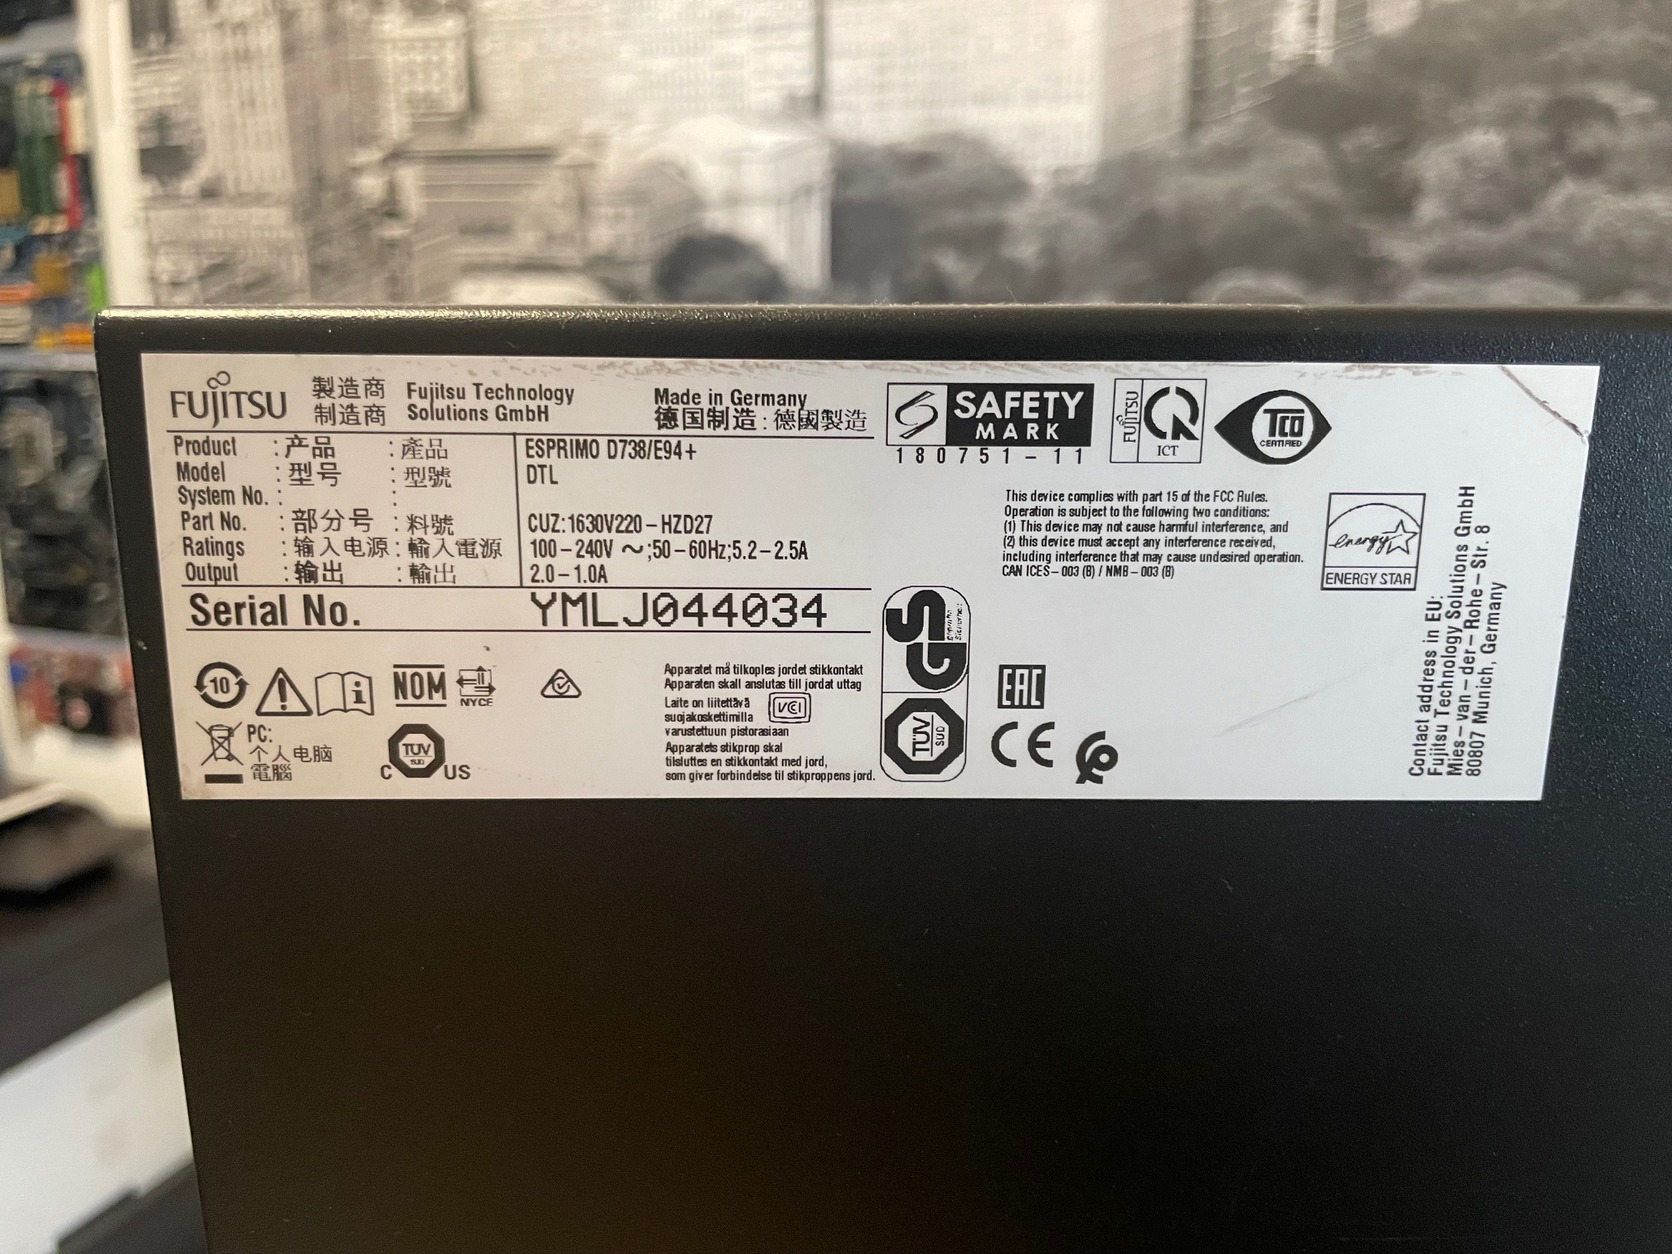 FUJITSU 製造商 Fujitsu Technology Made in Germany
制造商 Solutions GmbH 德国制造 : 德國製造
Product : 产品 : 產品 ESPRIMO D738/E94+
Model : 型号 : 型號 DTL
System No. : :
Part No. : 部分号 : 料號 CUZ:1630V220-HZD27
Ratings : 输入电源 : 輸入電源 100-240V ~;50-60Hz;5.2-2.5A
Output : 输出 : 輸出 2.0-1.0A
Serial No. YMLJ044034
10 i NOM NYCE
PC:
个人电脑
電腦
TÜV SÜD
C US
Apparatet må tilkoples jordet stikkontakt
Apparaten skall anslutas till jordat uttag
Laite on liitettävä
suojakoskettimilla
varustettuun pistorasiaan
VCI
Apparatets stikprop skal
tilsluttes en stikkontakt med jord,
som giver forbindelse til stikproppens jord.
SAFETY
MARK
180751-11
FUJITSU
ICT
TCO
CERTIFIED
This device complies with part 15 of the FCC Rules.
Operation is subject to the following two conditions:
(1) This device may not cause harmful interference, and
(2) this device must accept any interference received,
including interference that may cause undesired operation.
CAN ICES-003 (B) / NMB-003 (B)
energy
ENERGY STAR
GS
geprüfte
Sicherheit
TÜV
SÜD
EAC
CE
Contact address in EU:
Fujitsu Technology Solutions GmbH
Mies-van-der-Rohe-Str. 8
80807 Munich, Germany